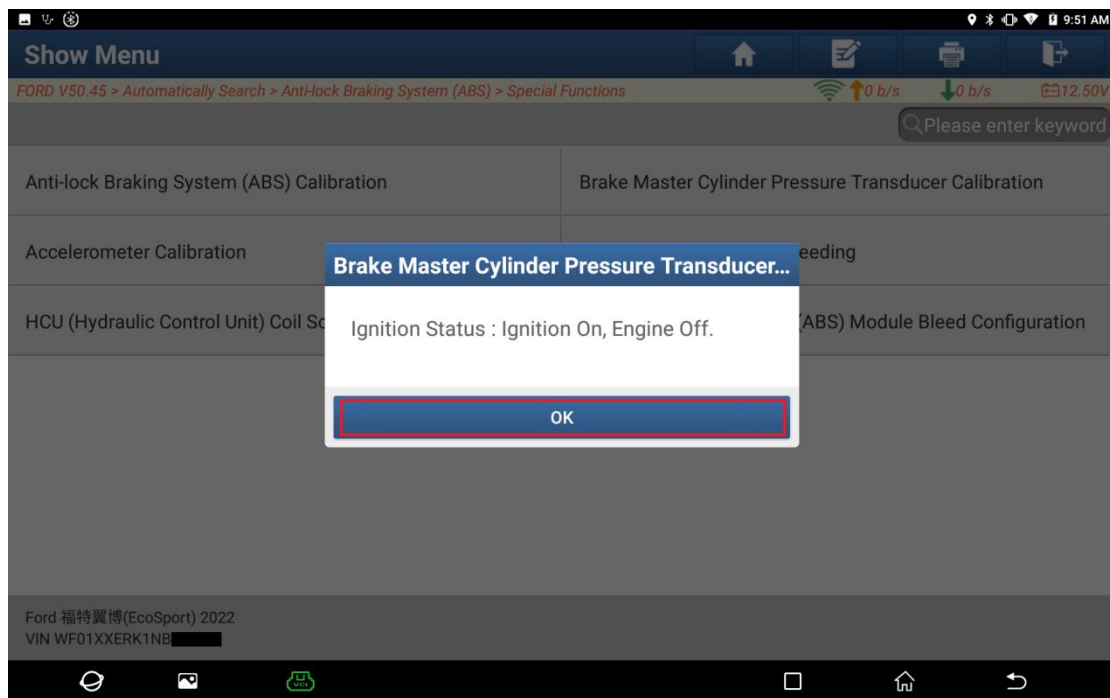 9:51 AM
Show Menu
FORD V50.45 > Automatically Search > Anti-lock Braking System (ABS) > Special Functions
0 b/s
0 b/s
12.50V
Please enter keyword
Anti-lock Braking System (ABS) Calibration
Brake Master Cylinder Pressure Transducer Calibration
Accelerometer Calibration
eeding
Brake Master Cylinder Pressure Transducer...
HCU (Hydraulic Control Unit) Coil So
(ABS) Module Bleed Configuration
Ignition Status : Ignition On, Engine Off.
OK
Ford 福特翼博(EcoSport) 2022
VIN WF01XXERK1NB
VCI